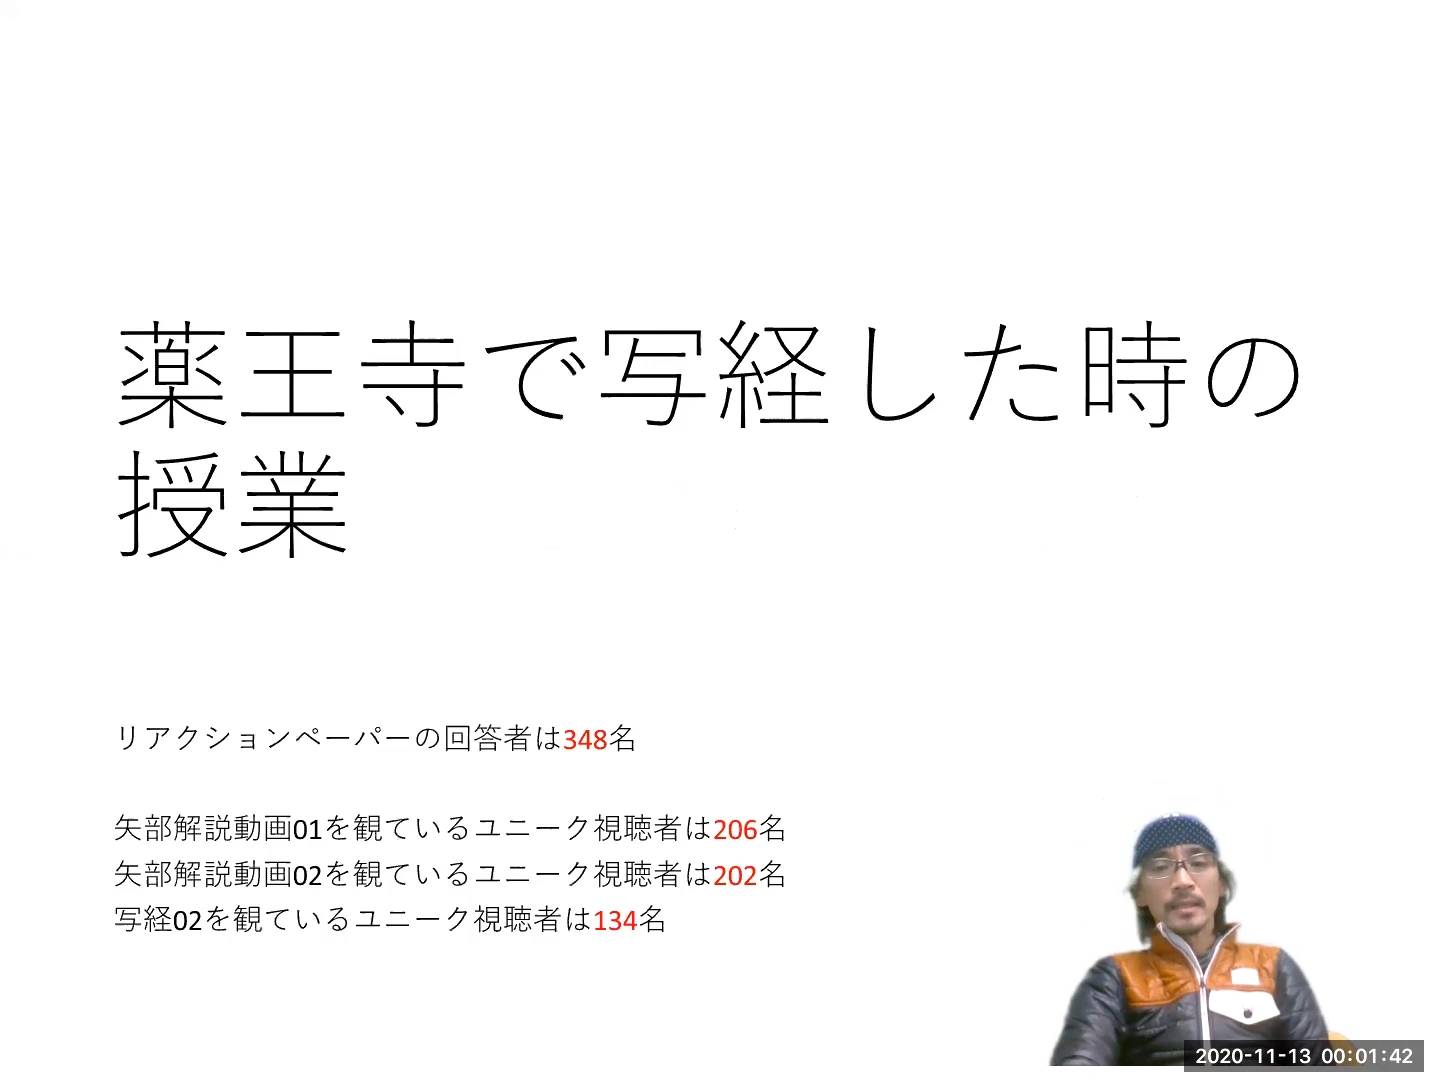 薬王寺で写経した時の
授業
リアクションペーパーの回答者は348名
矢部解説動画01を観ているユニーク視聴者は206名
矢部解説動画02を観ているユニーク視聴者は202名
写経02を観ているユニーク視聴者は134名
2020-11-13 00:01:42